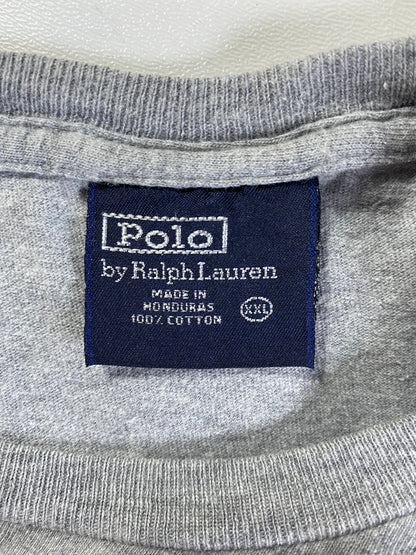 Polo
by Ralph Lauren
MADE IN
HONDURAS
100% COTTON
XXL